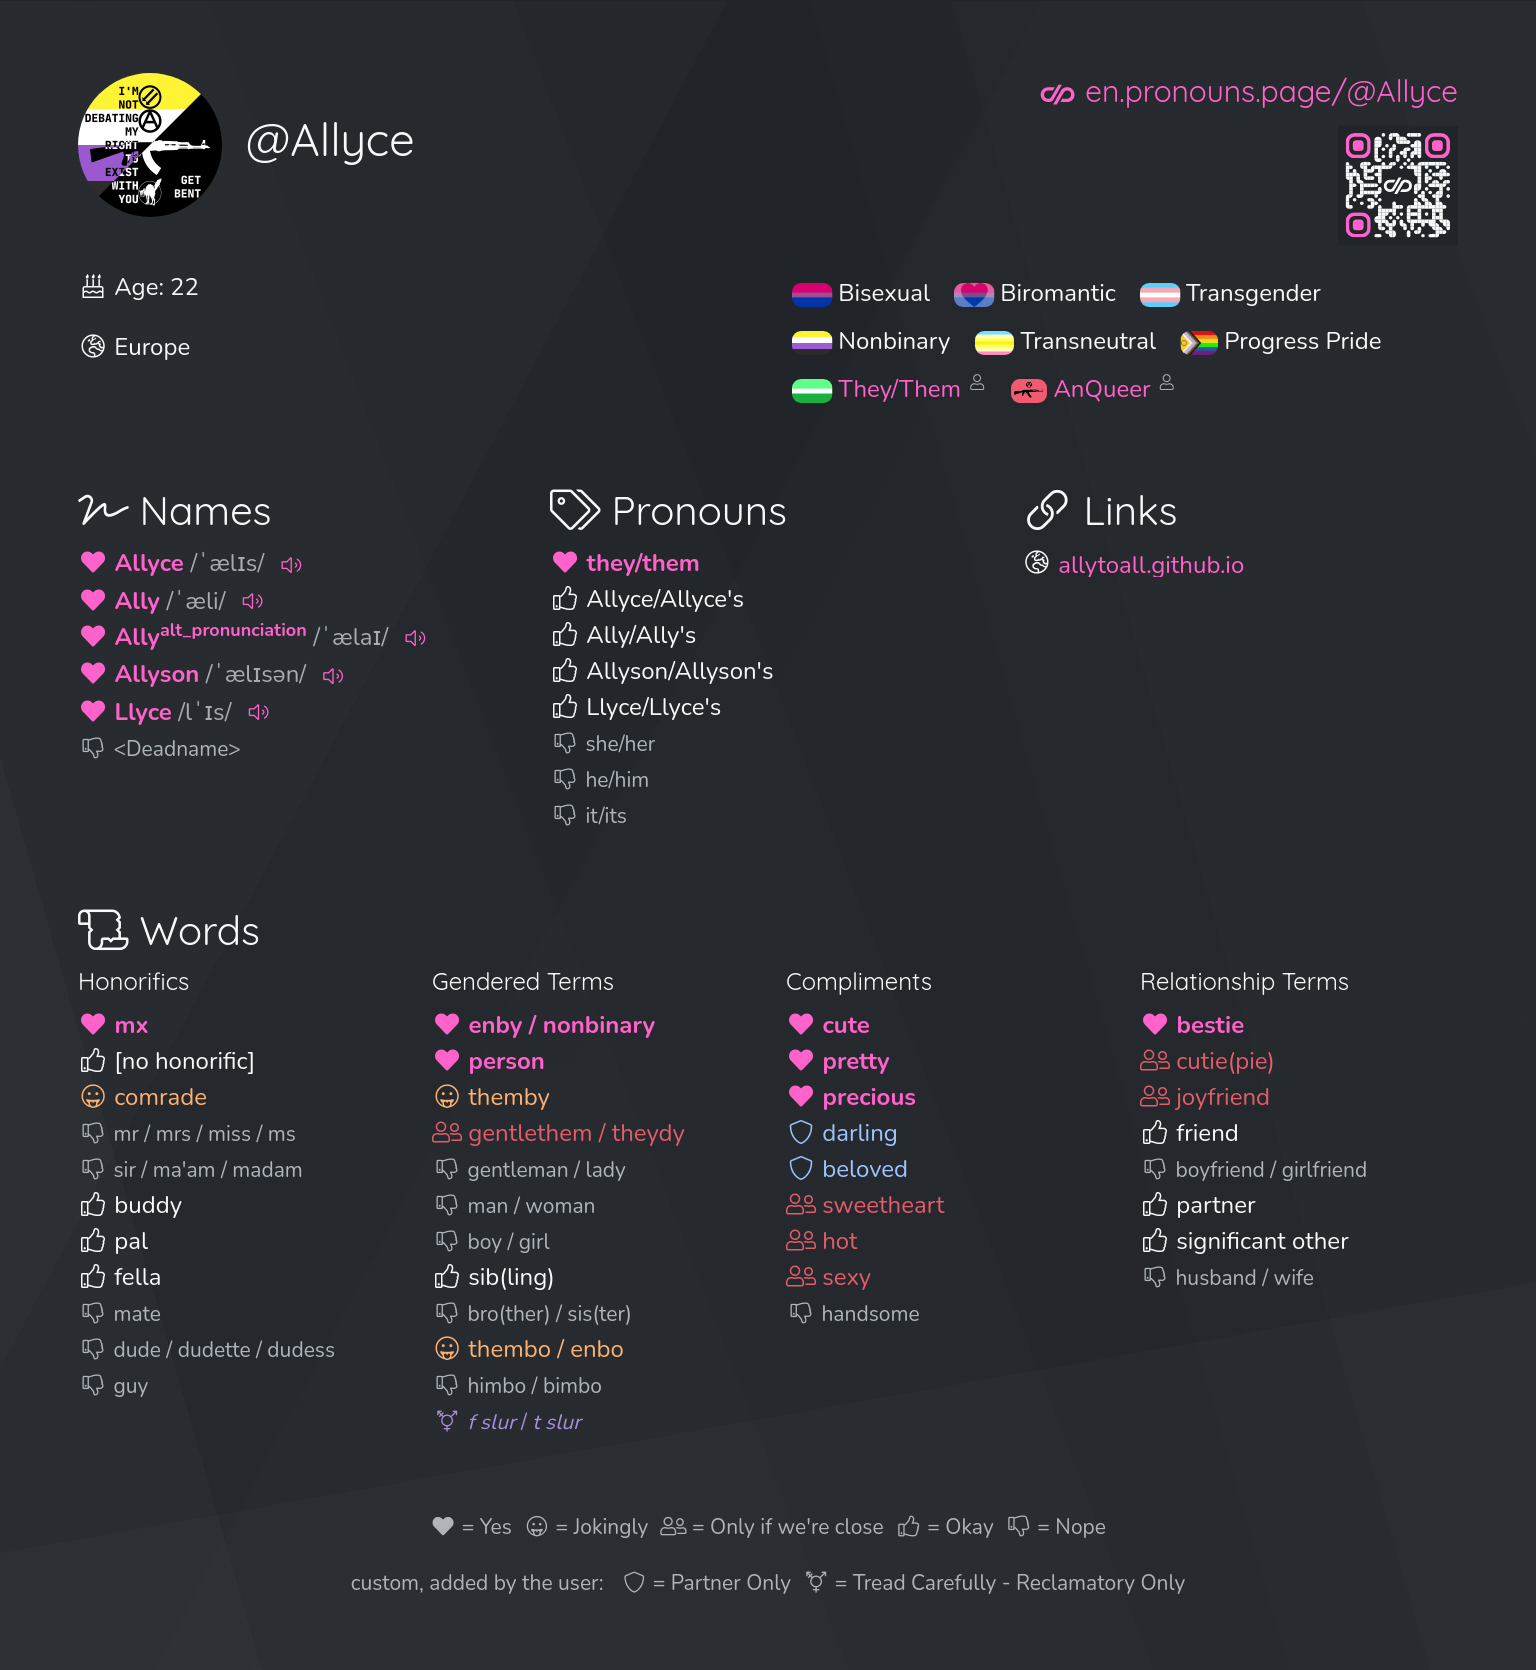 I'M
NOT
DEBATING
MY
RIGHT
TO
EXIST
WITH
YOU
GET
BENT
@Allyce
en.pronouns.page/@Allyce
Age: 22
Europe
Bisexual Biromantic Transgender
Nonbinary Transneutral Progress Pride
They/Them AnQueer
Names
Allyce /ˈælɪs/
Ally /ˈæli/
Allyalt_pronunciation /ˈælaɪ/
Allyson /ˈælɪsən/
Llyce /lˈɪs/
<Deadname>
Pronouns
they/them
Allyce/Allyce's
Ally/Ally's
Allyson/Allyson's
Llyce/Llyce's
she/her
he/him
it/its
Links
allytoall.github.io
Words
Honorifics
mx
[no honorific]
comrade
mr / mrs / miss / ms
sir / ma'am / madam
buddy
pal
fella
mate
dude / dudette / dudess
guy
Gendered Terms
enby / nonbinary
person
themby
gentlethem / theydy
gentleman / lady
man / woman
boy / girl
sib(ling)
bro(ther) / sis(ter)
thembo / enbo
himbo / bimbo
f slur / t slur
Compliments
cute
pretty
precious
darling
beloved
sweetheart
hot
sexy
handsome
Relationship Terms
bestie
cutie(pie)
joyfriend
friend
boyfriend / girlfriend
partner
significant other
husband / wife
= Yes = Jokingly = Only if we're close = Okay = Nope
custom, added by the user: = Partner Only = Tread Carefully - Reclamatory Only